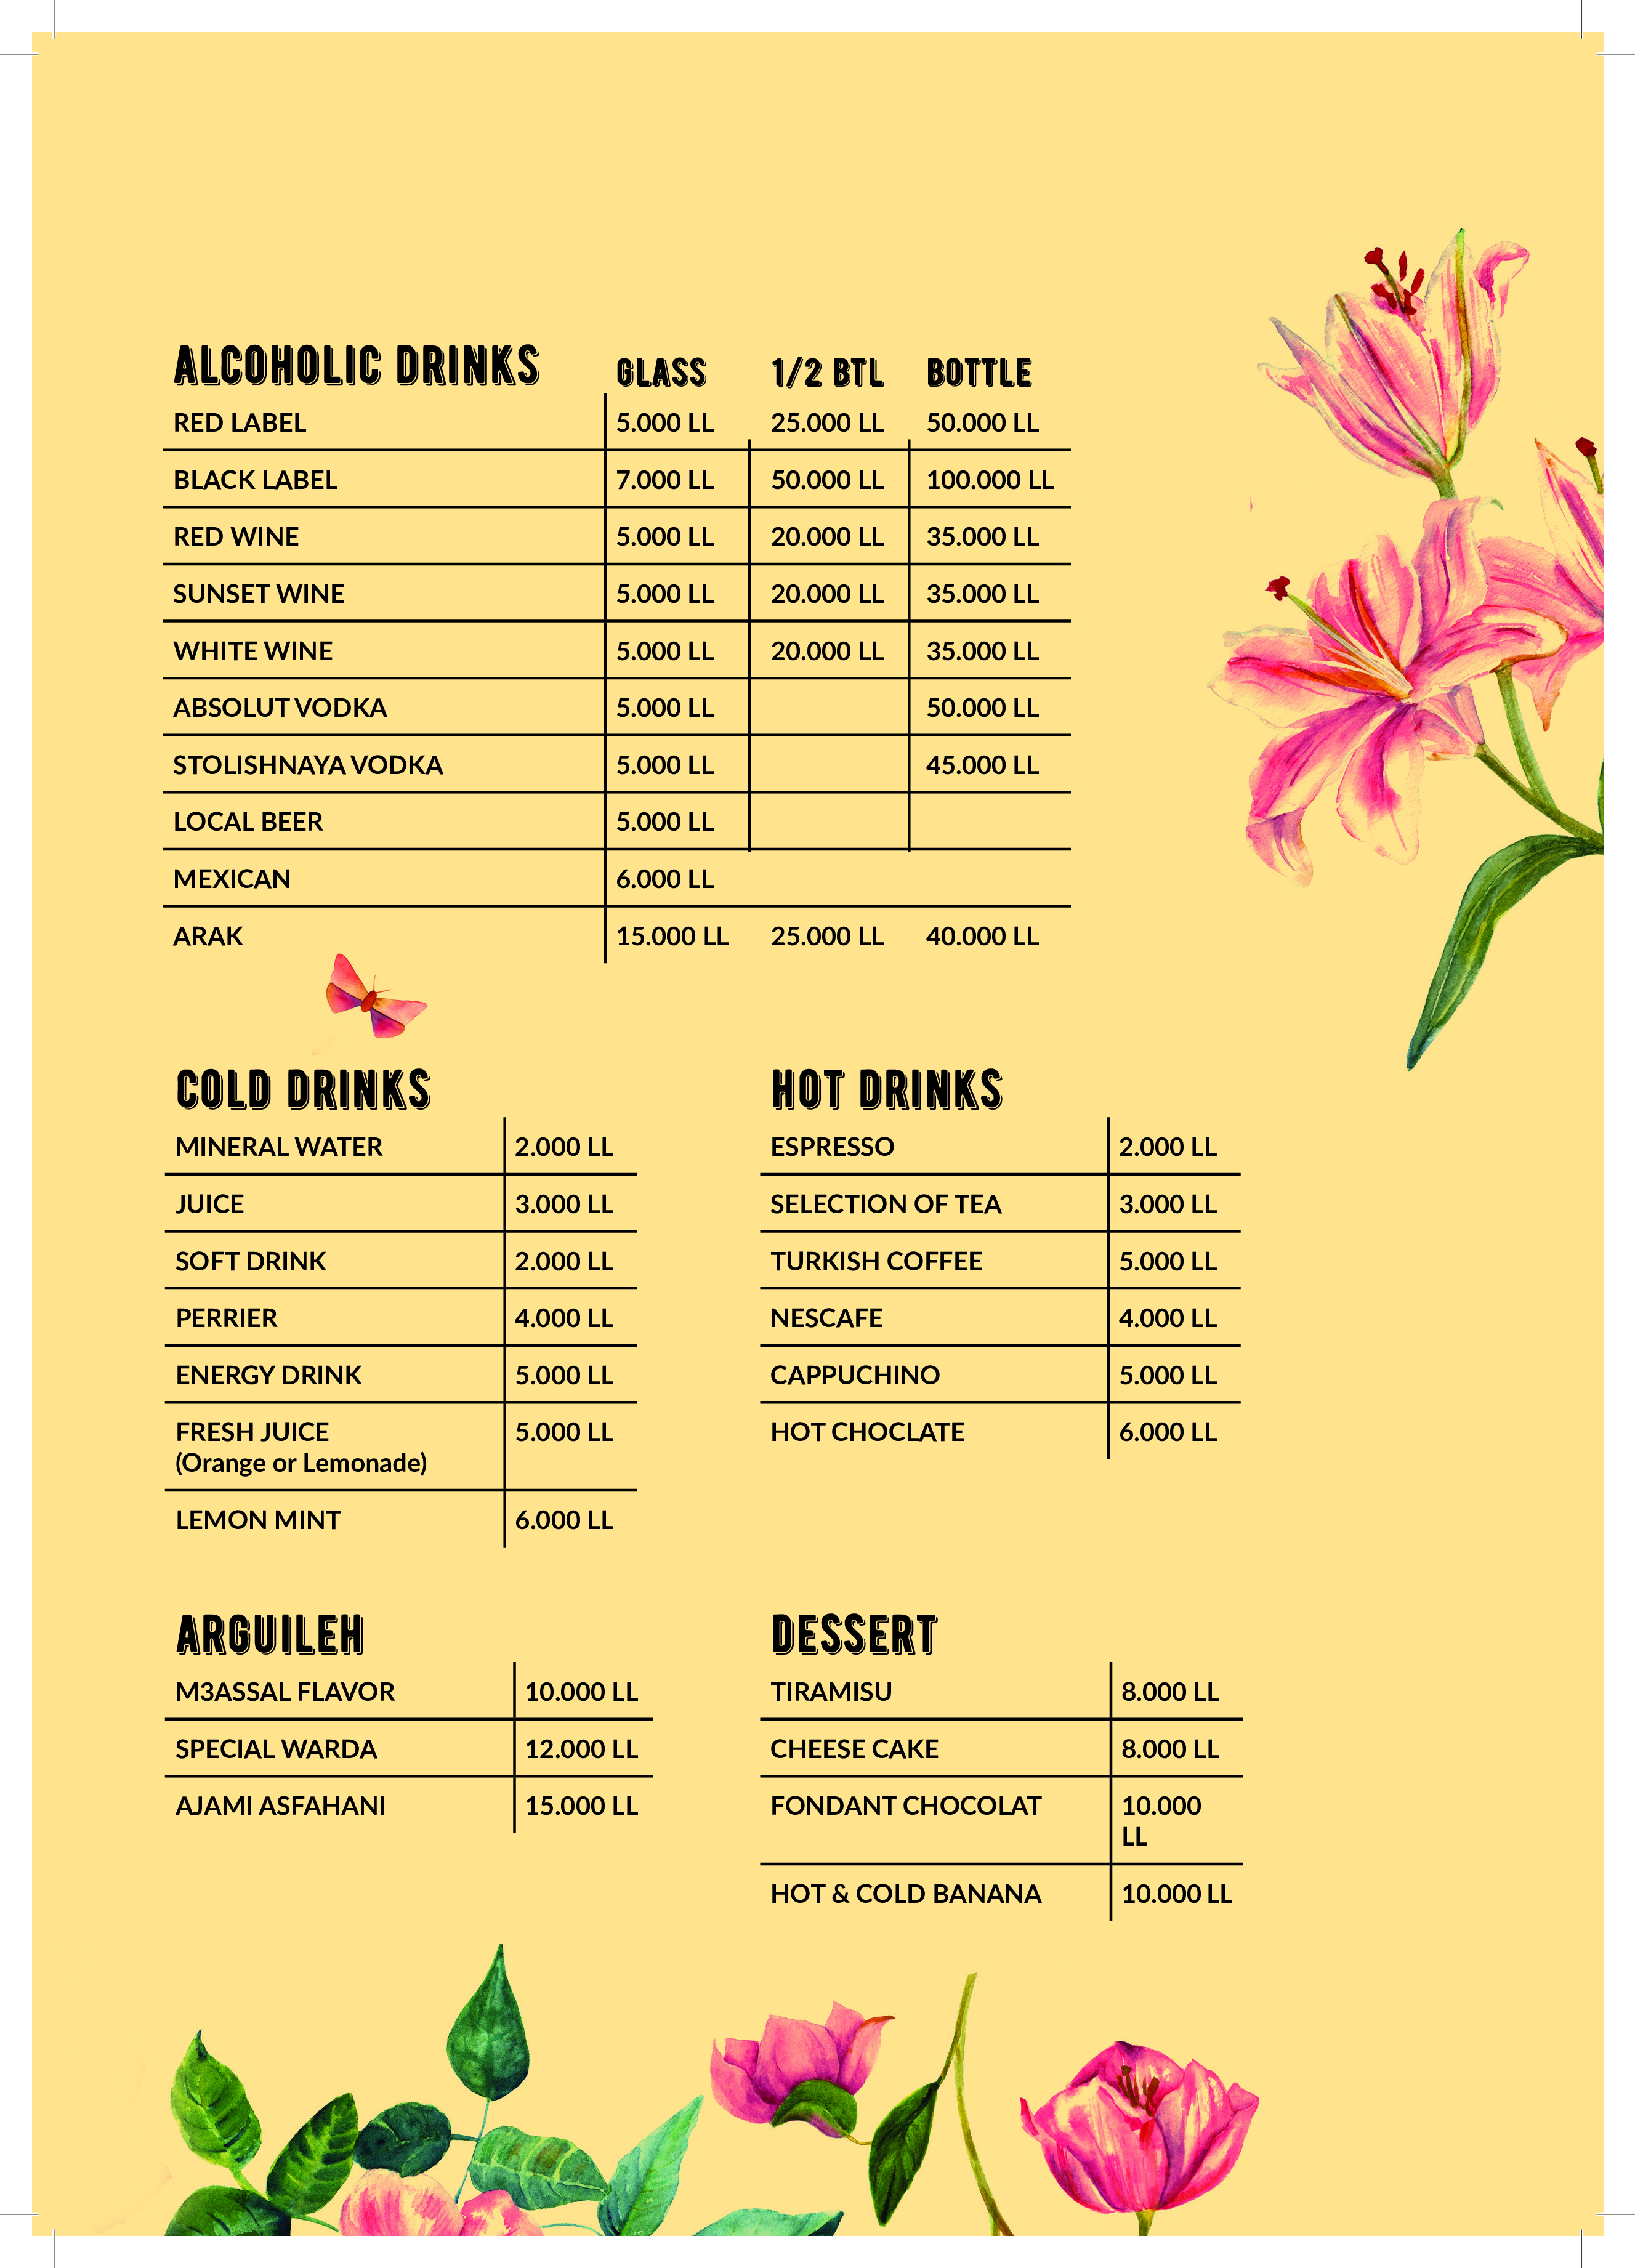 ALCOHOLIC DRINKS GLASS 1/2 BTL BOTTLE
RED LABEL 5.000 LL 25.000 LL 50.000 LL
BLACK LABEL 7.000 LL 50.000 LL 100.000 LL
RED WINE 5.000 LL 20.000 LL 35.000 LL
SUNSET WINE 5.000 LL 20.000 LL 35.000 LL
WHITE WINE 5.000 LL 20.000 LL 35.000 LL
ABSOLUT VODKA 5.000 LL 50.000 LL
STOLISHNAYA VODKA 5.000 LL 45.000 LL
LOCAL BEER 5.000 LL
MEXICAN 6.000 LL
ARAK 15.000 LL 25.000 LL 40.000 LL
COLD DRINKS
MINERAL WATER 2.000 LL
JUICE 3.000 LL
SOFT DRINK 2.000 LL
PERRIER 4.000 LL
ENERGY DRINK 5.000 LL
FRESH JUICE 5.000 LL
(Orange or Lemonade)
LEMON MINT 6.000 LL
HOT DRINKS
ESPRESSO 2.000 LL
SELECTION OF TEA 3.000 LL
TURKISH COFFEE 5.000 LL
NESCAFE 4.000 LL
CAPPUCHINO 5.000 LL
HOT CHOCLATE 6.000 LL
ARGUILEH
M3ASSAL FLAVOR 10.000 LL
SPECIAL WARDA 12.000 LL
AJAMI ASFAHANI 15.000 LL
DESSERT
TIRAMISU 8.000 LL
CHEESE CAKE 8.000 LL
FONDANT CHOCOLAT 10.000
LL
HOT & COLD BANANA 10.000 LL